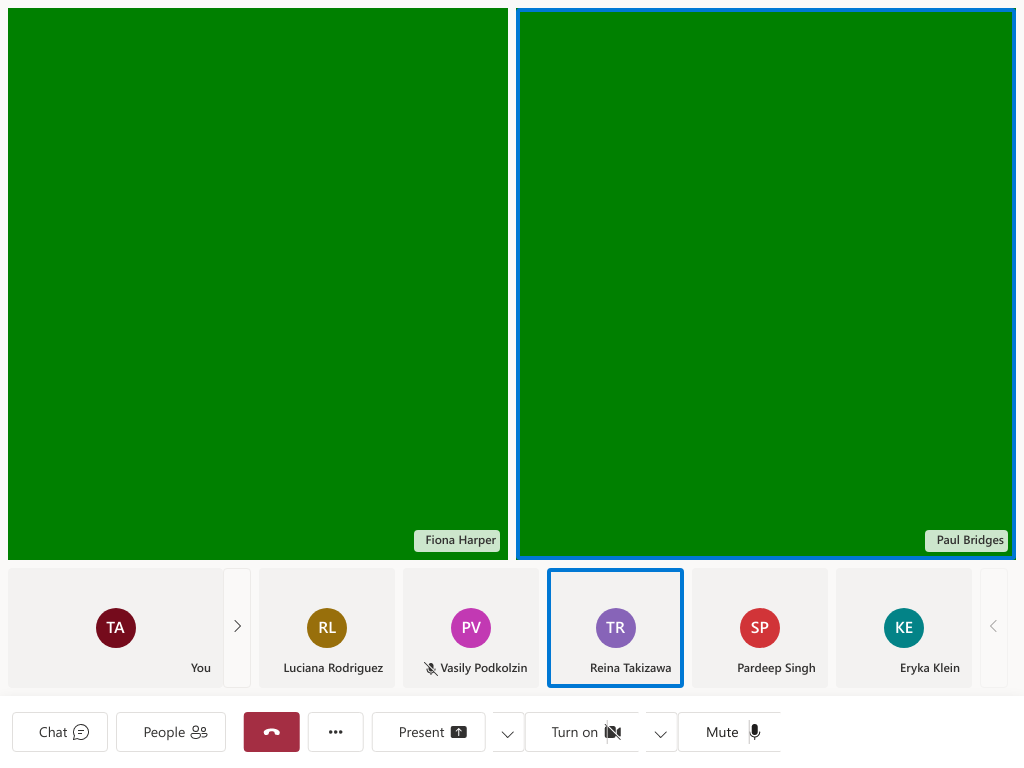 Fiona Harper
Paul Bridges
TA
You
RL
Luciana Rodriguez
PV
Vasily Podkolzin
TR
Reina Takizawa
SP
Pardeep Singh
KE
Eryka Klein
Chat
People
Present
Turn on
Mute